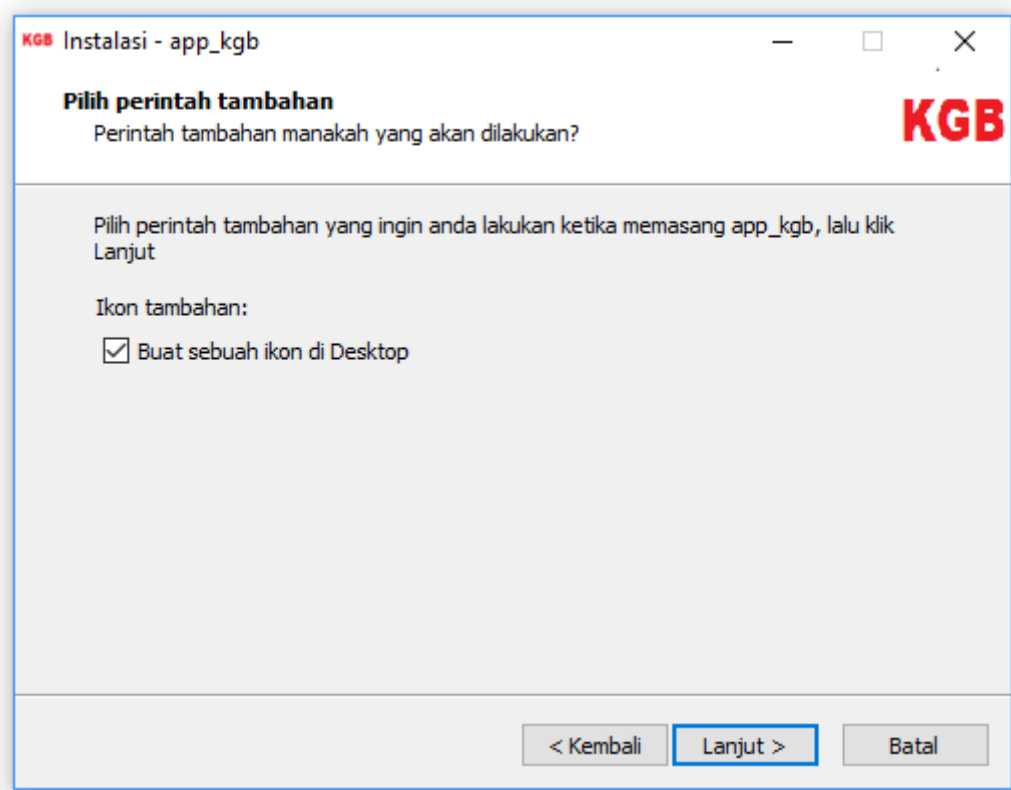 KGB Instalasi - app_kgb
Pilih perintah tambahan
Perintah tambahan manakah yang akan dilakukan?
KGB
Pilih perintah tambahan yang ingin anda lakukan ketika memasang app_kgb, lalu klik
Lanjut
Ikon tambahan:
Buat sebuah ikon di Desktop
< Kembali
Lanjut >
Batal